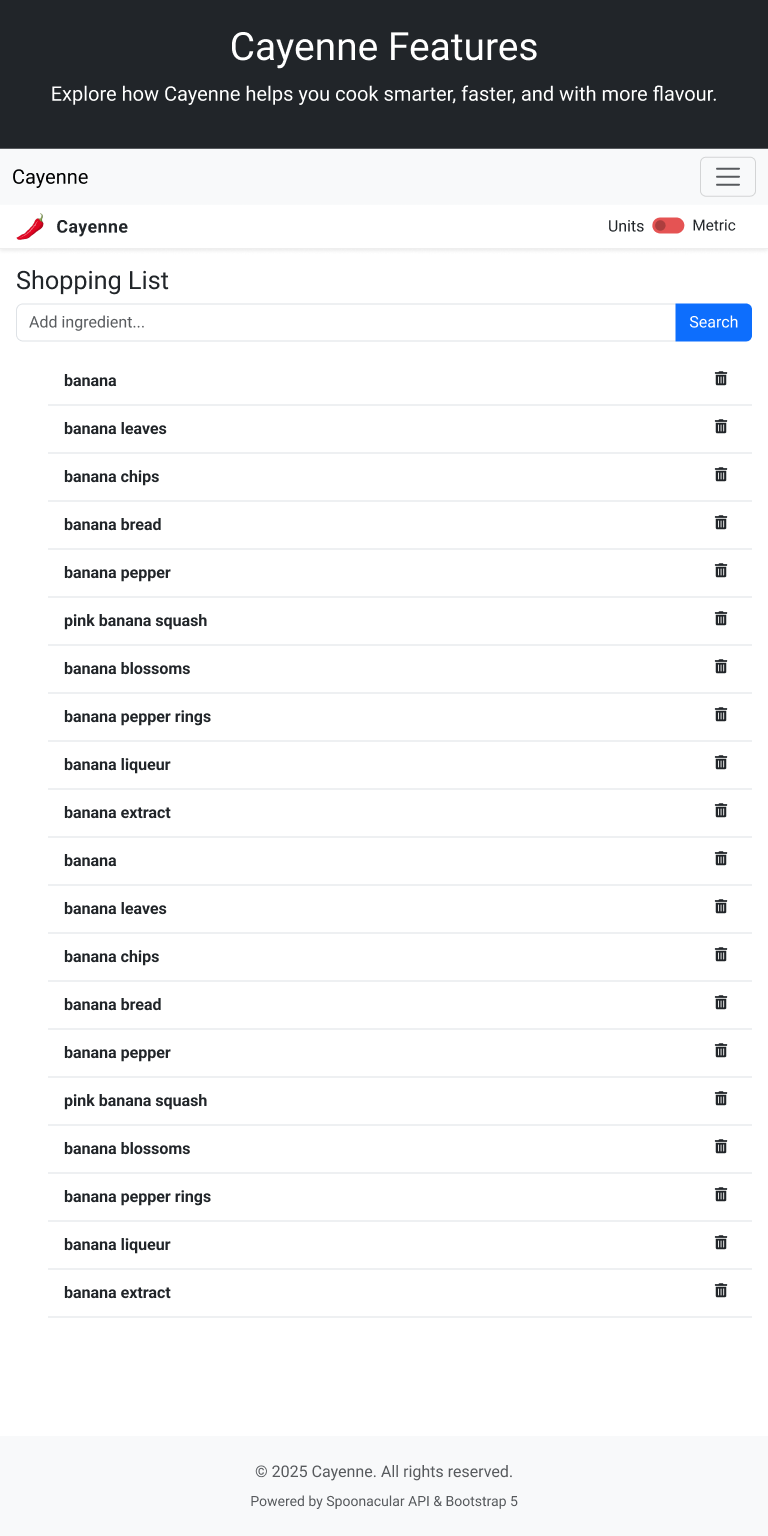 Cayenne Features
Explore how Cayenne helps you cook smarter, faster, and with more flavour.
Cayenne
Cayenne
Units Metric
Shopping List
Add ingredient...
Search
banana
banana leaves
banana chips
banana bread
banana pepper
pink banana squash
banana blossoms
banana pepper rings
banana liqueur
banana extract
banana
banana leaves
banana chips
banana bread
banana pepper
pink banana squash
banana blossoms
banana pepper rings
banana liqueur
banana extract
© 2025 Cayenne. All rights reserved.
Powered by Spoonacular API & Bootstrap 5